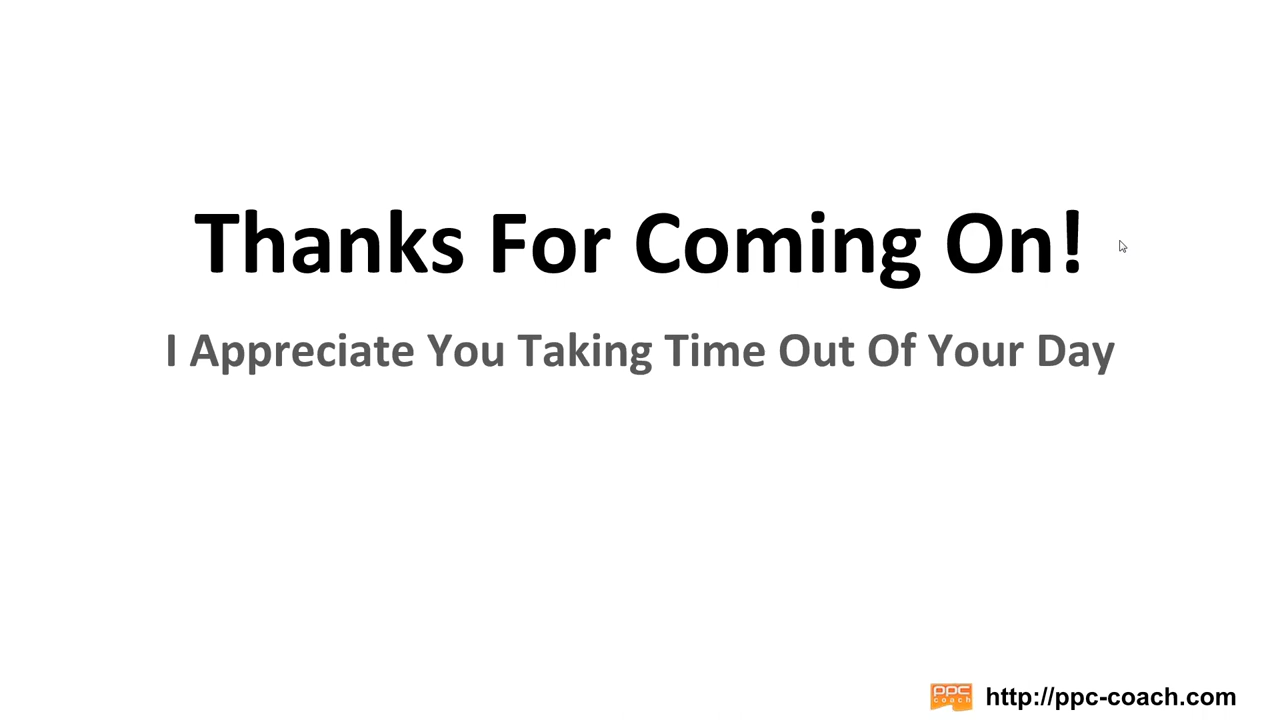 Thanks For Coming On!
I Appreciate You Taking Time Out Of Your Day
PPC
coach
http://ppc-coach.com